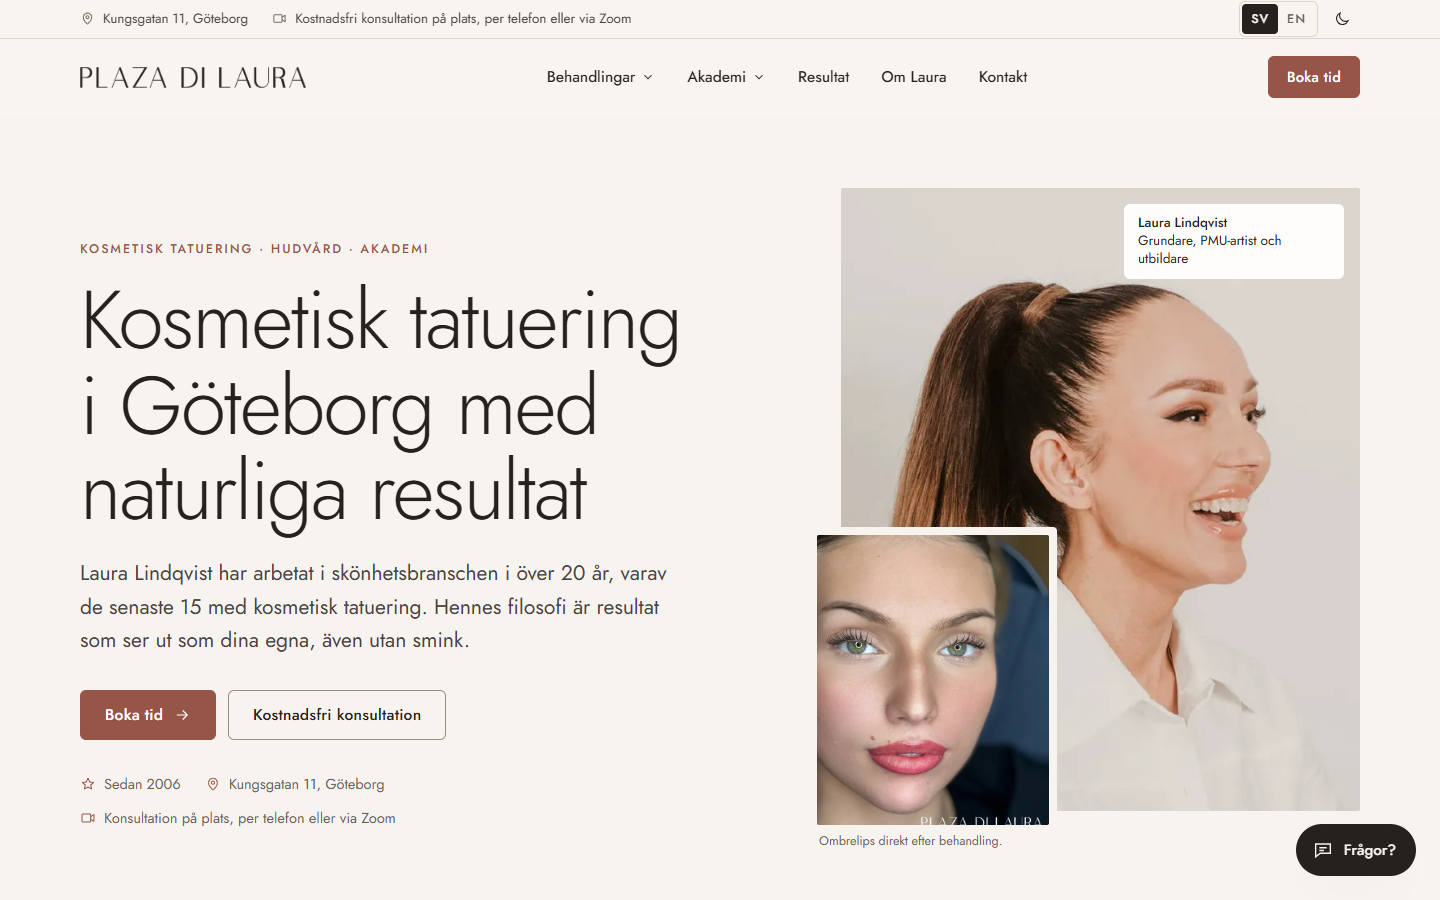 Kungsgatan 11, Göteborg
Kostnadsfri konsultation på plats, per telefon eller via Zoom
SV
EN
PLAZA DI LAURA
Behandlingar
Akademi
Resultat
Om Laura
Kontakt
Boka tid
KOSMETISK TATUERING · HUDVÅRD · AKADEMI
Kosmetisk tatuering
i Göteborg med
naturliga resultat
Laura Lindqvist har arbetat i skönhetsbranschen i över 20 år, varav
de senaste 15 med kosmetisk tatuering. Hennes filosofi är resultat
som ser ut som dina egna, även utan smink.
Boka tid
Kostnadsfri konsultation
Sedan 2006
Kungsgatan 11, Göteborg
Konsultation på plats, per telefon eller via Zoom
Laura Lindqvist
Grundare, PMU-artist och
utbildare
PLAZA DI LAURA
Ombrelips direkt efter behandling.
Frågor?